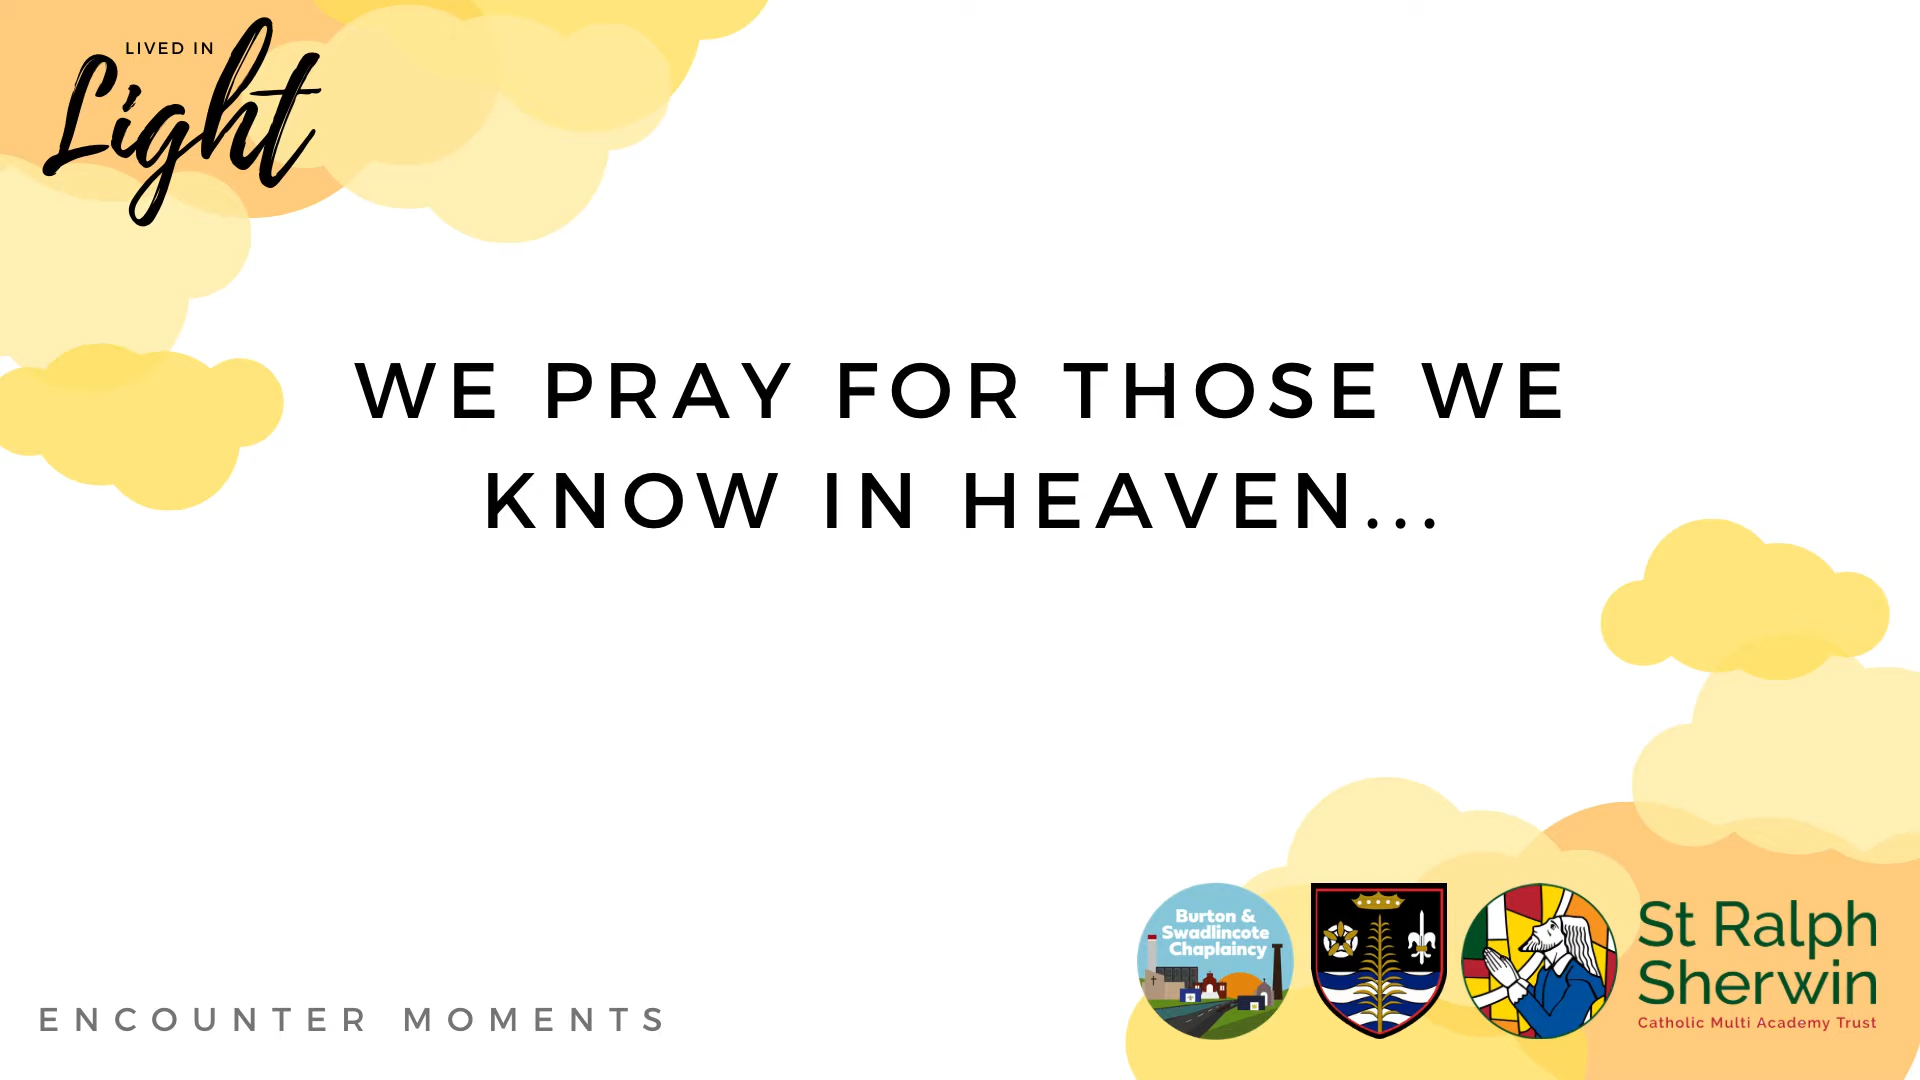 LIVED IN
Light
WE PRAY FOR THOSE WE
KNOW IN HEAVEN...
ENCOUNTER MOMENTS
Burton &
Swadlincote
Chaplaincy
St Ralph
Sherwin
Catholic Multi Academy Trust